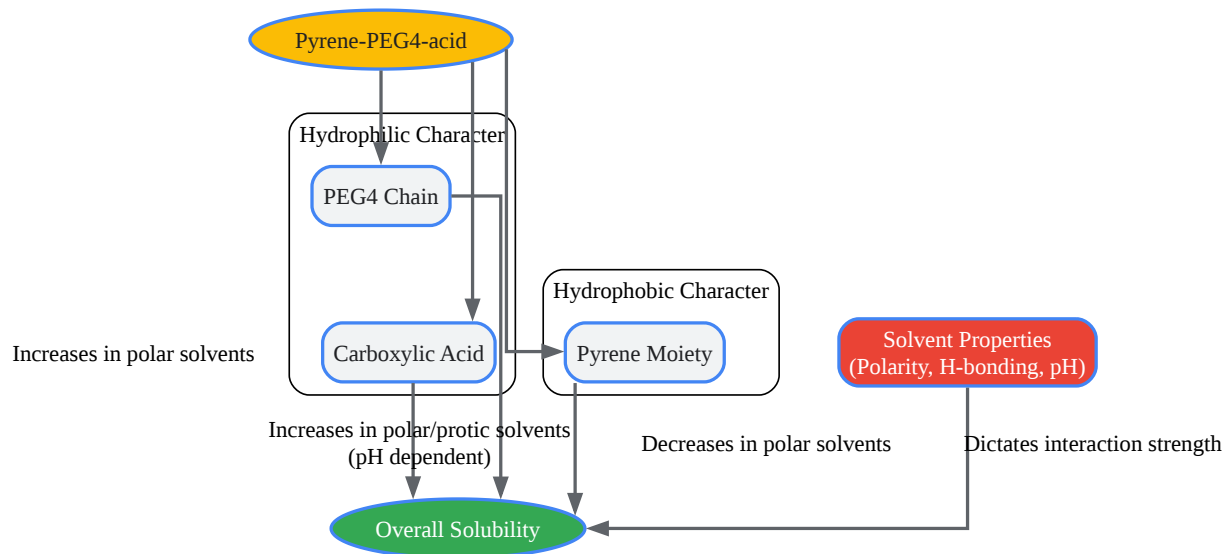 Pyrene-PEG4-acid
Hydrophilic Character
PEG4 Chain
Hydrophobic Character
Increases in polar solvents
Carboxylic Acid
Pyrene Moiety
Solvent Properties
(Polarity, H-bonding, pH)
Increases in polar/protic solvents
(pH dependent)
Decreases in polar solvents
Dictates interaction strength
Overall Solubility